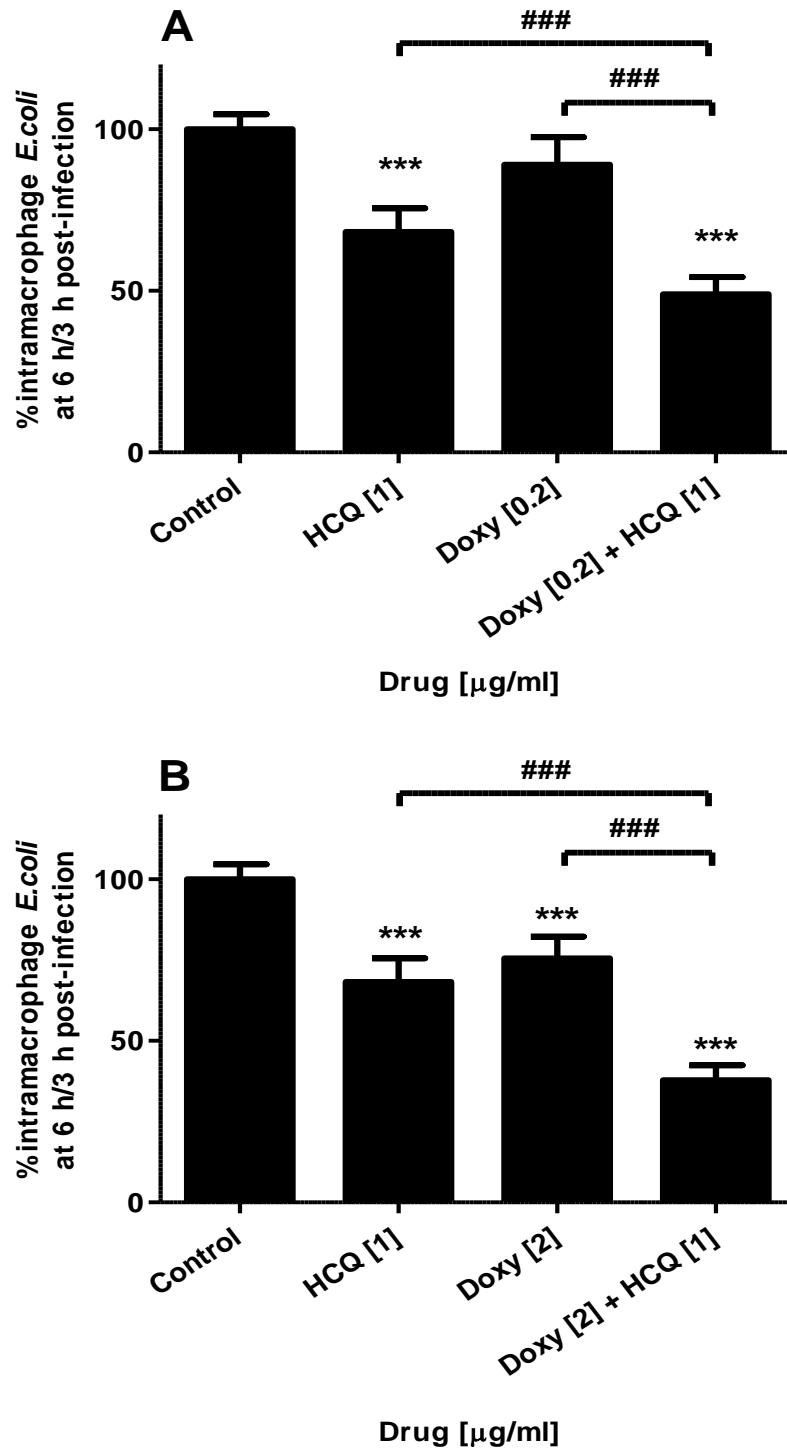 A
###
###
%intramacrophage E.coli
at 6 h/3 h post-infection
100
50
0
***
***
Control
HCQ [1]
Doxy [0.2]
Doxy [0.2] + HCQ [1]
Drug [μg/ml]
B
###
###
%intramacrophage E.coli
at 6 h/3 h post-infection
100
50
0
***
***
***
Control
HCQ [1]
Doxy [2]
Doxy [2] + HCQ [1]
Drug [μg/ml]